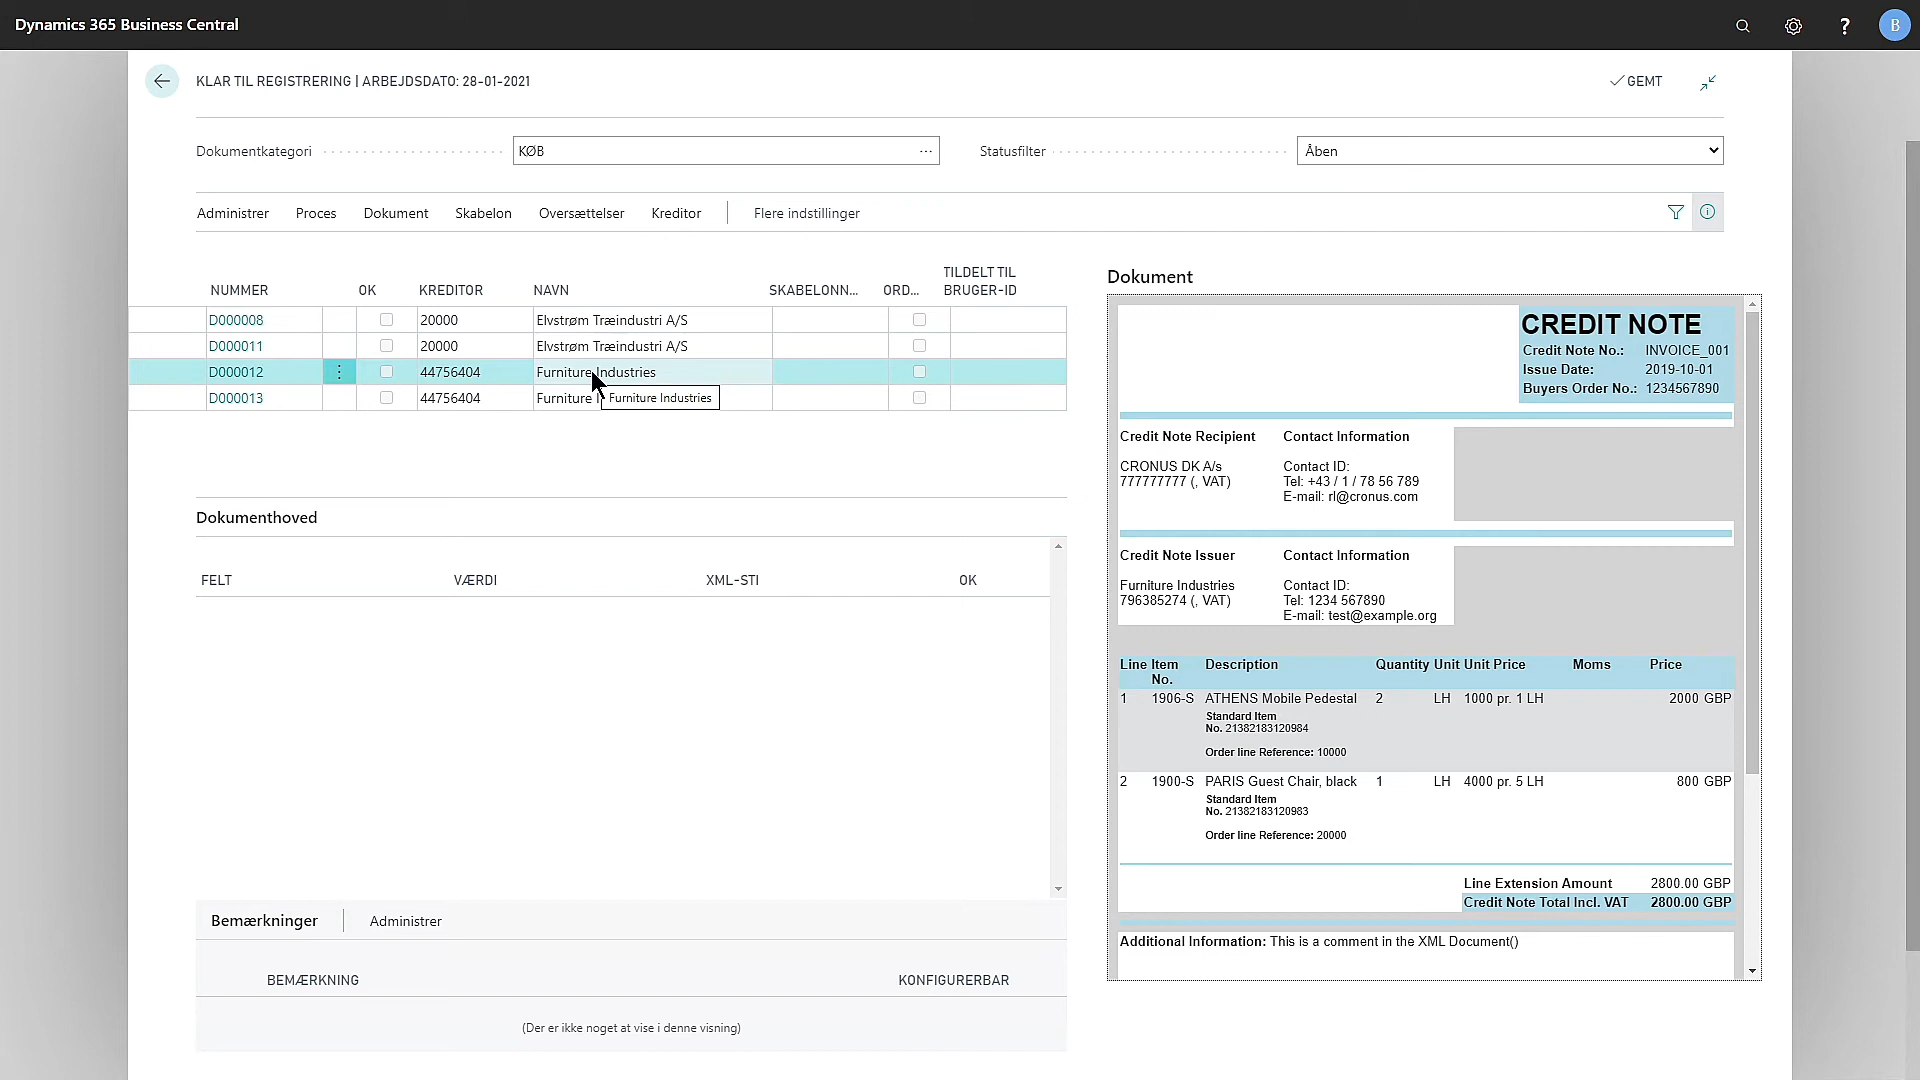 Dynamics 365 Business Central
?
B
KLAR TIL REGISTRERING | ARBEJDSDATO: 28-01-2021
GEMT
Dokumentkategori
KØB
Statusfilter
Åben
Administrer Proces Dokument Skabelon Oversættelser Kreditor Flere indstillinger
NUMMER OK KREDITOR NAVN SKABELONN... ORD... TILDELT TIL
BRUGER-ID
D000008 20000 Elvstrøm Træindustri A/S
D000011 20000 Elvstrøm Træindustri A/S
D000012 44756404 Furniture Industries
D000013 44756404 Furniture
Furniture Industries
Dokumenthoved
FELT VÆRDI XML-STI OK
Bemærkninger Administrer
BEMÆRKNING KONFIGURERBAR
(Der er ikke noget at vise i denne visning)
Dokument
CREDIT NOTE
Credit Note No.: INVOICE_001
Issue Date: 2019-10-01
Buyers Order No.: 1234567890
Credit Note Recipient Contact Information
CRONUS DK A/s Contact ID:
777777777 (, VAT) Tel: +43 / 1 / 78 56 789
E-mail: rl@cronus.com
Credit Note Issuer Contact Information
Furniture Industries Contact ID:
796385274 (, VAT) Tel: 1234 567890
E-mail: test@example.org
Line Item Description Quantity Unit Unit Price Moms Price
No.
1 1906-S ATHENS Mobile Pedestal 2 LH 1000 pr. 1 LH 2000 GBP
Standard Item
No. 21382183120984
Order line Reference: 10000
2 1900-S PARIS Guest Chair, black 1 LH 4000 pr. 5 LH 800 GBP
Standard Item
No. 21382183120983
Order line Reference: 20000
Line Extension Amount 2800.00 GBP
Credit Note Total Incl. VAT 2800.00 GBP
Additional Information: This is a comment in the XML Document()